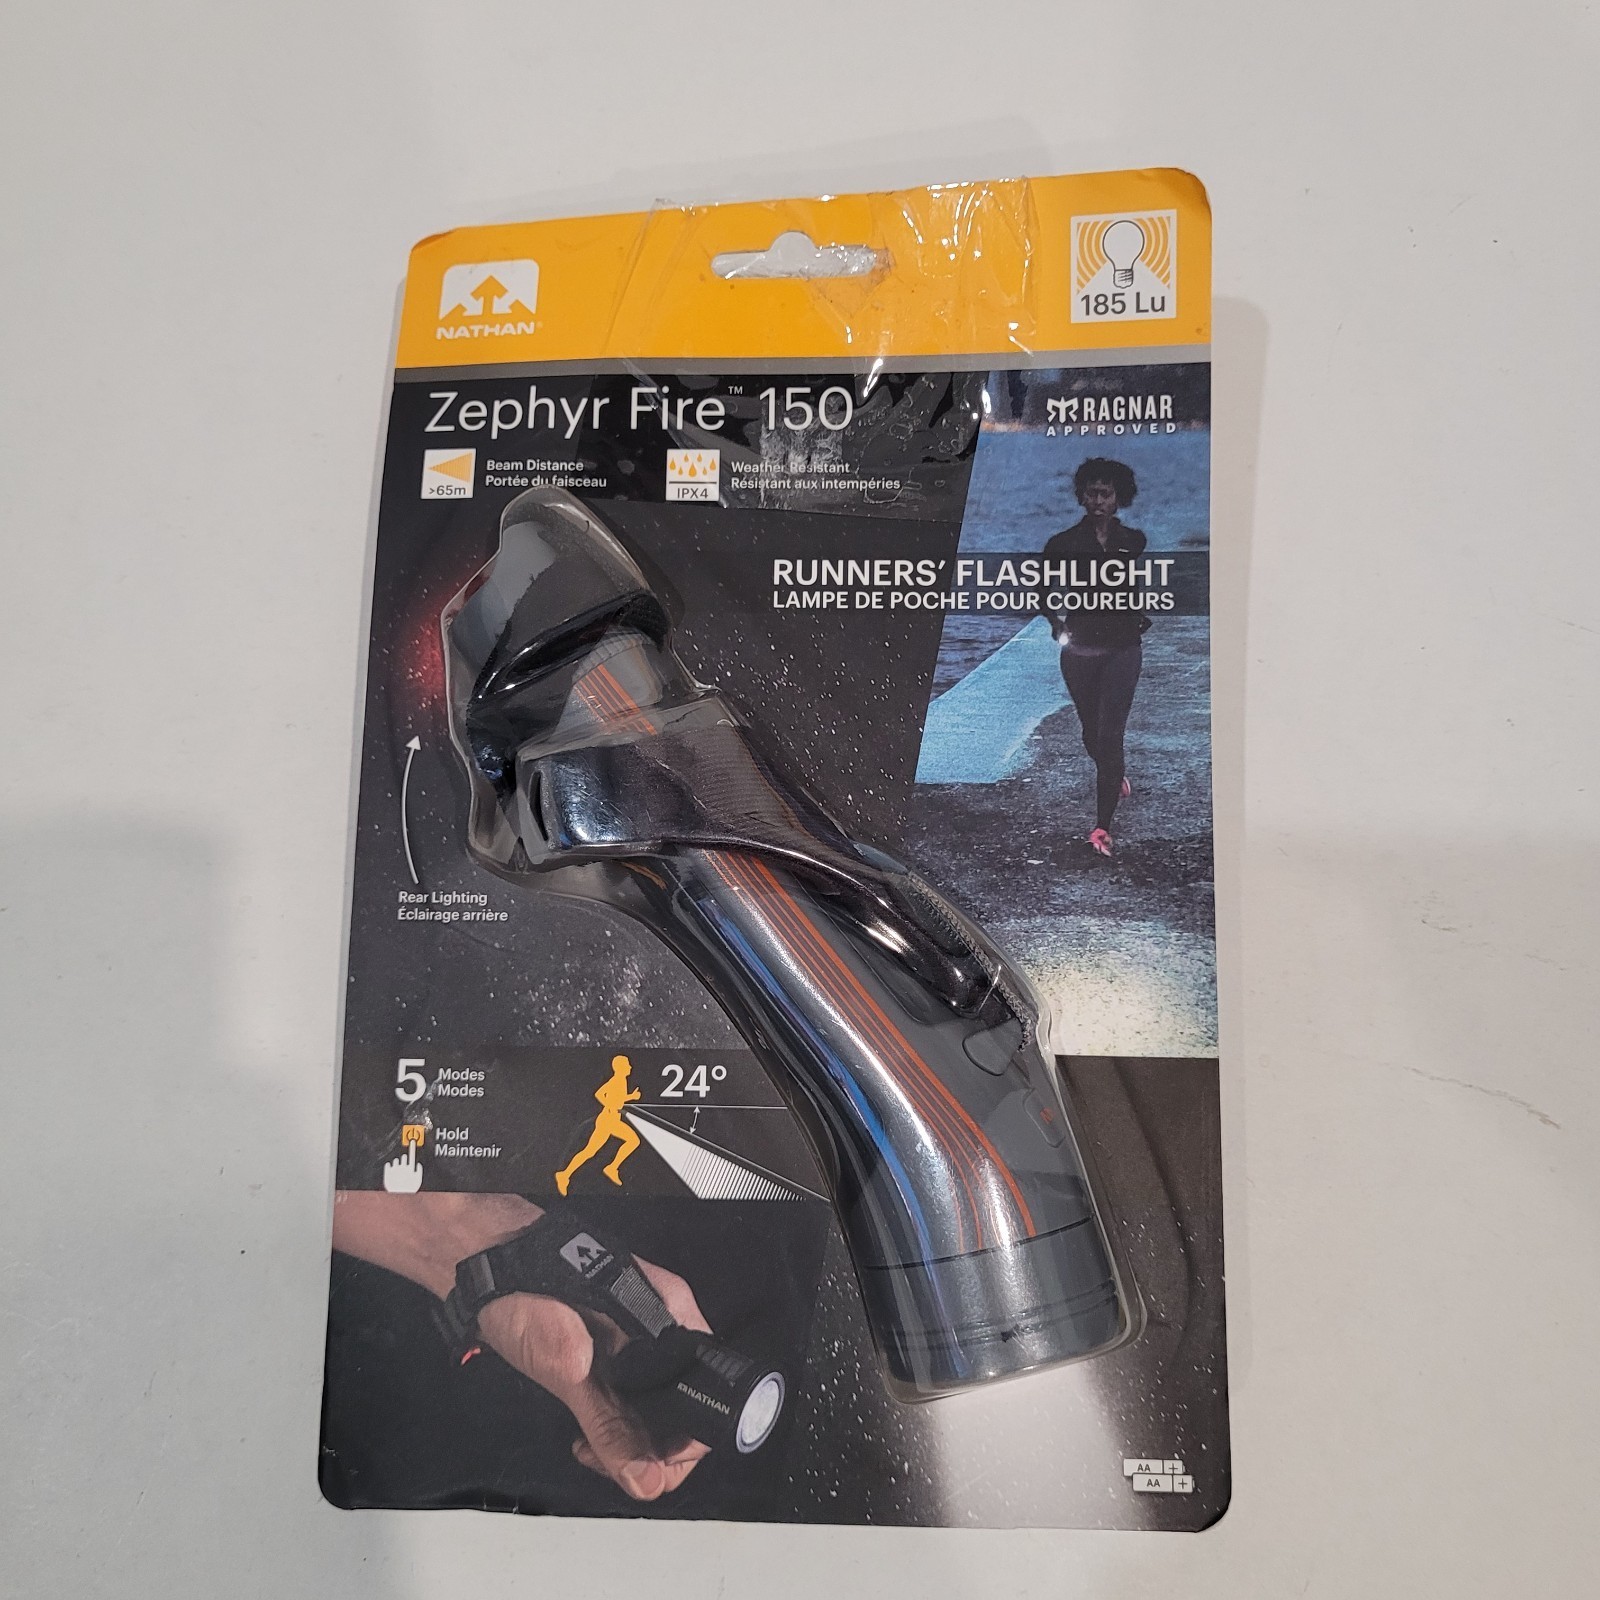 NATHAN
185 Lu
Zephyr Fire™ 150
RAGNAR
APPROVED
>65m
Beam Distance
Portée du faisceau
IPX4
Weather Resistant
Résistant aux intempéries
RUNNERS' FLASHLIGHT
LAMPE DE POCHE POUR COUREURS
Rear Lighting
Éclairage arrière
5 Modes
Modes
Hold
Maintenir
24°
NATHAN
NATHAN
AA +
AA +